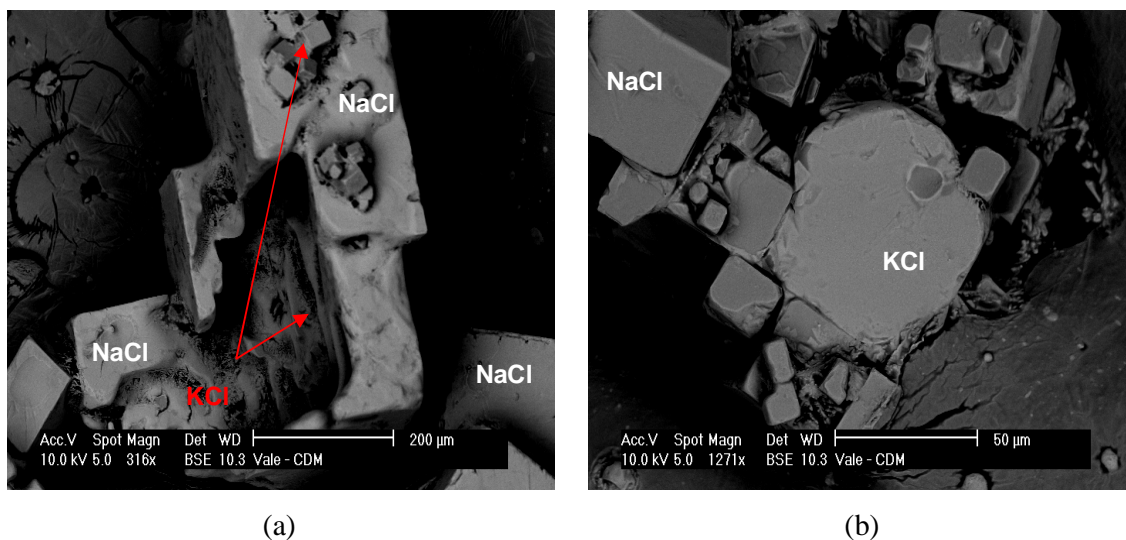 NaCl
NaCl
NaCl
KCl
Acc.V Spot Magn Det WD 200 µm
10.0 kV 5.0 316x BSE 10.3 Vale - CDM
(a)
NaCl
KCl
Acc.V Spot Magn Det WD 50 µm
10.0 kV 5.0 1271x BSE 10.3 Vale - CDM
(b)